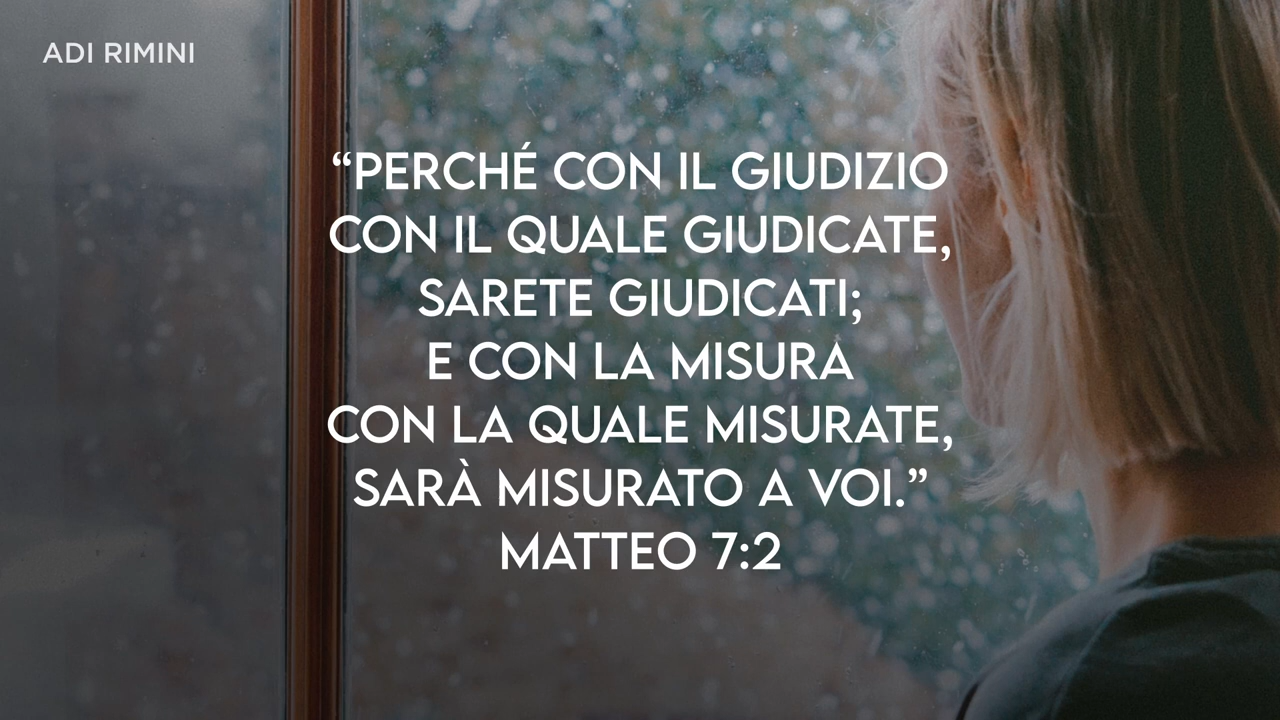 ADI RIMINI
“PERCHÉ CON IL GIUDIZIO
CON IL QUALE GIUDICATE,
SARETE GIUDICATI;
E CON LA MISURA
CON LA QUALE MISURATE,
SARÀ MISURATO A VOI.”
MATTEO 7:2